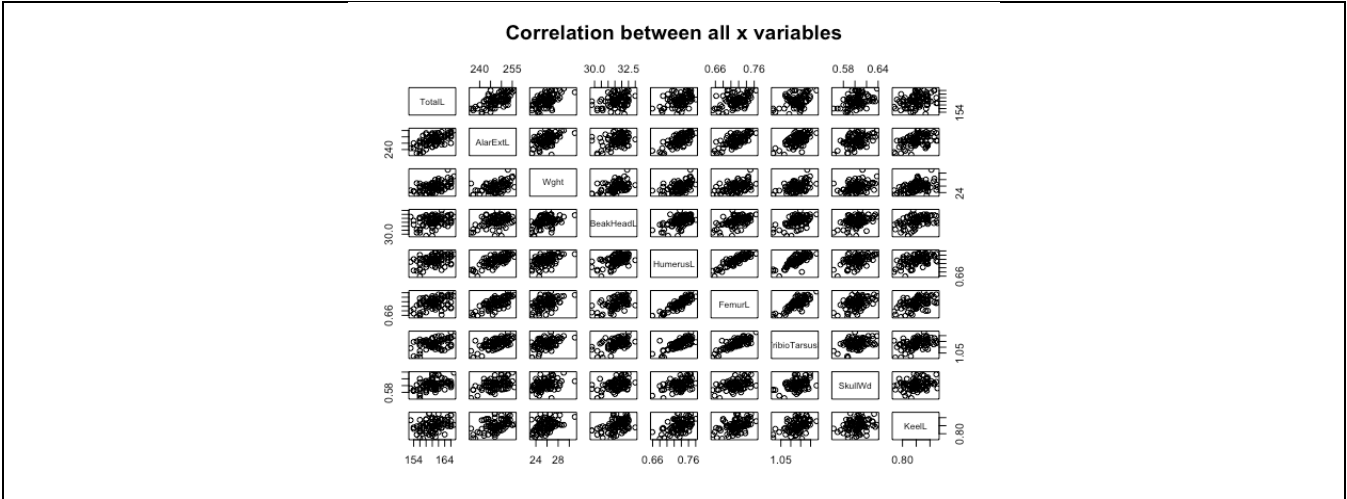 Correlation between all x variables
240 255 30.0 32.5 0.66 0.76 0.58 0.64
TotalL
154
240
AlarExtL
Wght
24
30.0
BeakHeadL
HumerusL
0.66
0.66
FemurL
ribioTarsus
1.05
0.58
SkullWd
KeelL
0.80
154 164 24 28 0.66 0.76 1.05 0.80